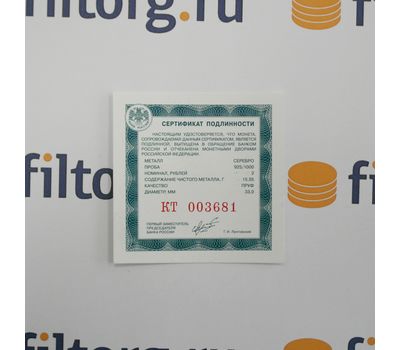 filtorg.ru
СЕРТИФИКАТ ПОДЛИННОСТИ
НАСТОЯЩИМ УДОСТОВЕРЯЕТСЯ, ЧТО МОНЕТА,
СОПРОВОЖДАЕМАЯ ДАННЫМ СЕРТИФИКАТОМ, ЯВЛЯЕТСЯ
ПОДЛИННОЙ, ВЫПУЩЕНА В ОБРАЩЕНИЕ БАНКОМ
РОССИИ И ОТЧЕКАНЕНА МОНЕТНЫМИ ДВОРАМИ
РОССИЙСКОЙ ФЕДЕРАЦИИ.
МЕТАЛЛ СЕРЕБРО
ПРОБА 925/1000
НОМИНАЛ, РУБЛЕЙ 2
СОДЕРЖАНИЕ ЧИСТОГО МЕТАЛЛА, Г 15,55
КАЧЕСТВО ПРУФ
ДИАМЕТР, ММ 33,0
КТ 003681
ПЕРВЫЙ ЗАМЕСТИТЕЛЬ
ПРЕДСЕДАТЕЛЯ
БАНКА РОССИИ
Г.И. Лунтовский
filt
filtorg.ru